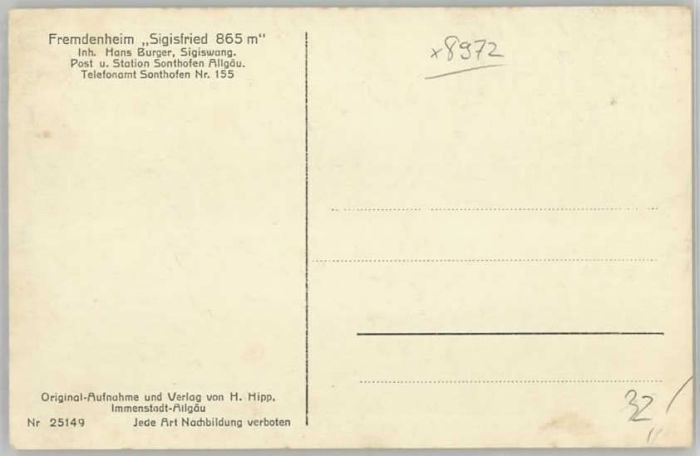 Fremdenheim „Sigisfried 865 m"
Inh. Hans Burger, Sigiswang.
Post u. Station Sonthofen Allgäu.
Telefonamt Sonthofen Nr. 155
x8972
Original-Aufnahme und Verlag von H. Hipp,
Immenstadt-Allgäu
Nr 25149 Jede Art Nachbildung verboten
32